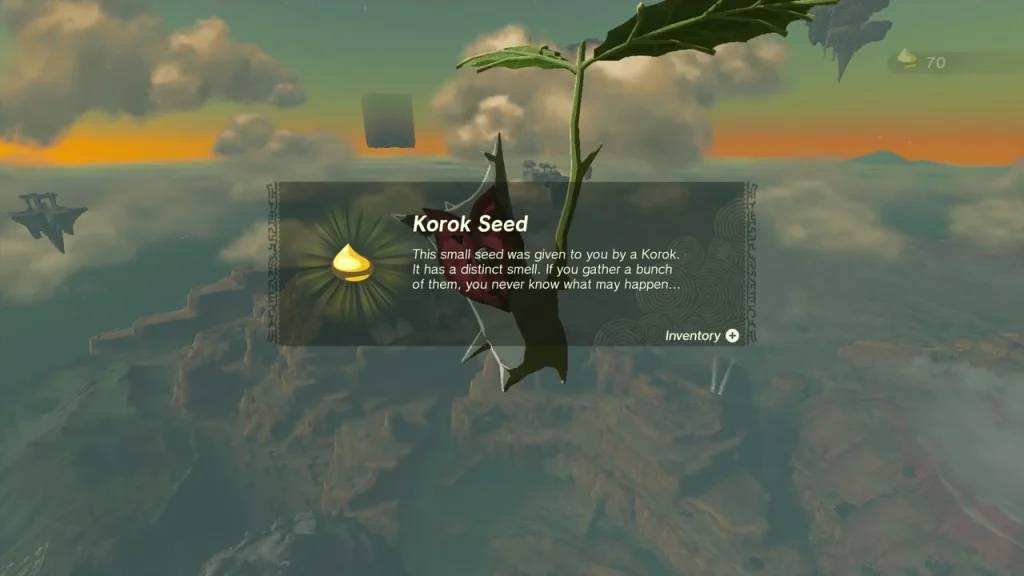 70
Korok Seed
This small seed was given to you by a Korok.
It has a distinct smell. If you gather a bunch
of them, you never know what may happen...
Inventory